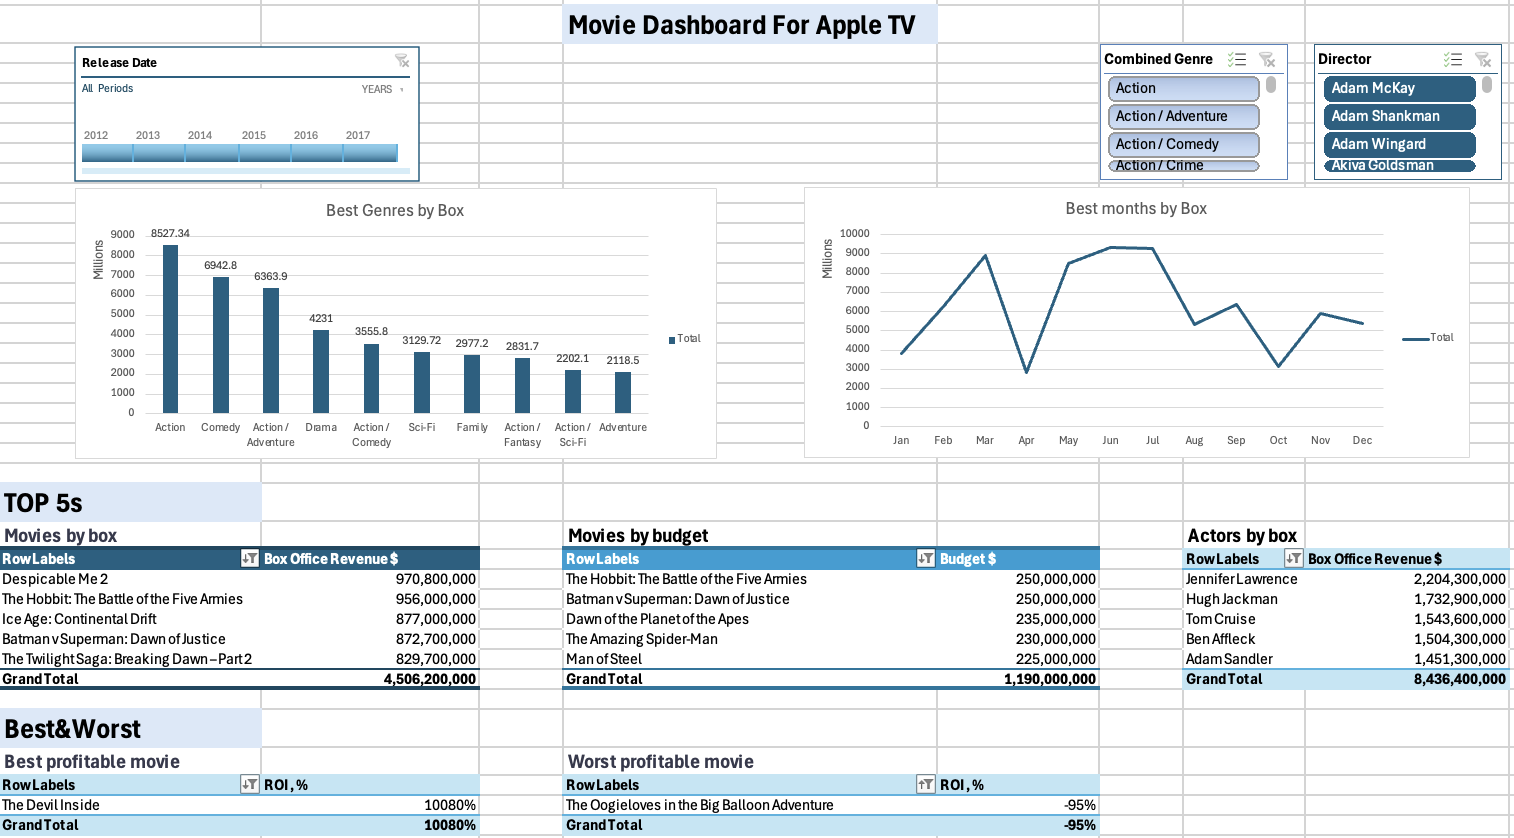 Movie Dashboard For Apple TV
Release Date
All Periods
YEARS
2012 2013 2014 2015 2016 2017
Combined Genre
Action
Action / Adventure
Action / Comedy
Action / Crime
Director
Adam McKay
Adam Shankman
Adam Wingard
Akiva Goldsman
Best Genres by Box
Millions
9000
8000
7000
6000
5000
4000
3000
2000
1000
0
8527.34
6942.8
6363.9
4231
3555.8
3129.72
2977.2
2831.7
2202.1
2118.5
Action
Comedy
Action /
Adventure
Drama
Action /
Comedy
Sci-Fi
Family
Action /
Fantasy
Action /
Sci-Fi
Adventure
Total
Best months by Box
Millions
10000
9000
8000
7000
6000
5000
4000
3000
2000
1000
0
Jan Feb Mar Apr May Jun Jul Aug Sep Oct Nov Dec
Total
TOP 5s
Movies by box
Row Labels Box Office Revenue $
Despicable Me 2 970,800,000
The Hobbit: The Battle of the Five Armies 956,000,000
Ice Age: Continental Drift 877,000,000
Batman v Superman: Dawn of Justice 872,700,000
The Twilight Saga: Breaking Dawn – Part 2 829,700,000
Grand Total 4,506,200,000
Movies by budget
Row Labels Budget $
The Hobbit: The Battle of the Five Armies 250,000,000
Batman v Superman: Dawn of Justice 250,000,000
Dawn of the Planet of the Apes 235,000,000
The Amazing Spider-Man 230,000,000
Man of Steel 225,000,000
Grand Total 1,190,000,000
Actors by box
Row Labels Box Office Revenue $
Jennifer Lawrence 2,204,300,000
Hugh Jackman 1,732,900,000
Tom Cruise 1,543,600,000
Ben Affleck 1,504,300,000
Adam Sandler 1,451,300,000
Grand Total 8,436,400,000
Best&Worst
Best profitable movie
Row Labels ROI, %
The Devil Inside 10080%
Grand Total 10080%
Worst profitable movie
Row Labels ROI, %
The Oogieloves in the Big Balloon Adventure -95%
Grand Total -95%